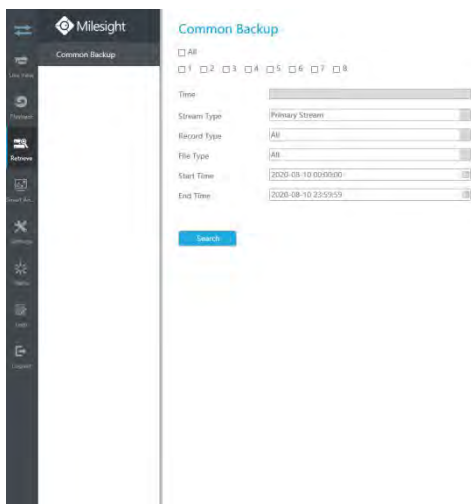 Milesight
Common Backup
Live View
Playback
Retrieve
Settings
Status
Logs
Logout
Common Backup
All
1 2 3 4 5 6 7 8
Time
Stream Type Primary Stream
Record Type All
File Type All
Start Time 2020-08-10 00:00:00
End Time 2020-08-10 23:59:59
Search